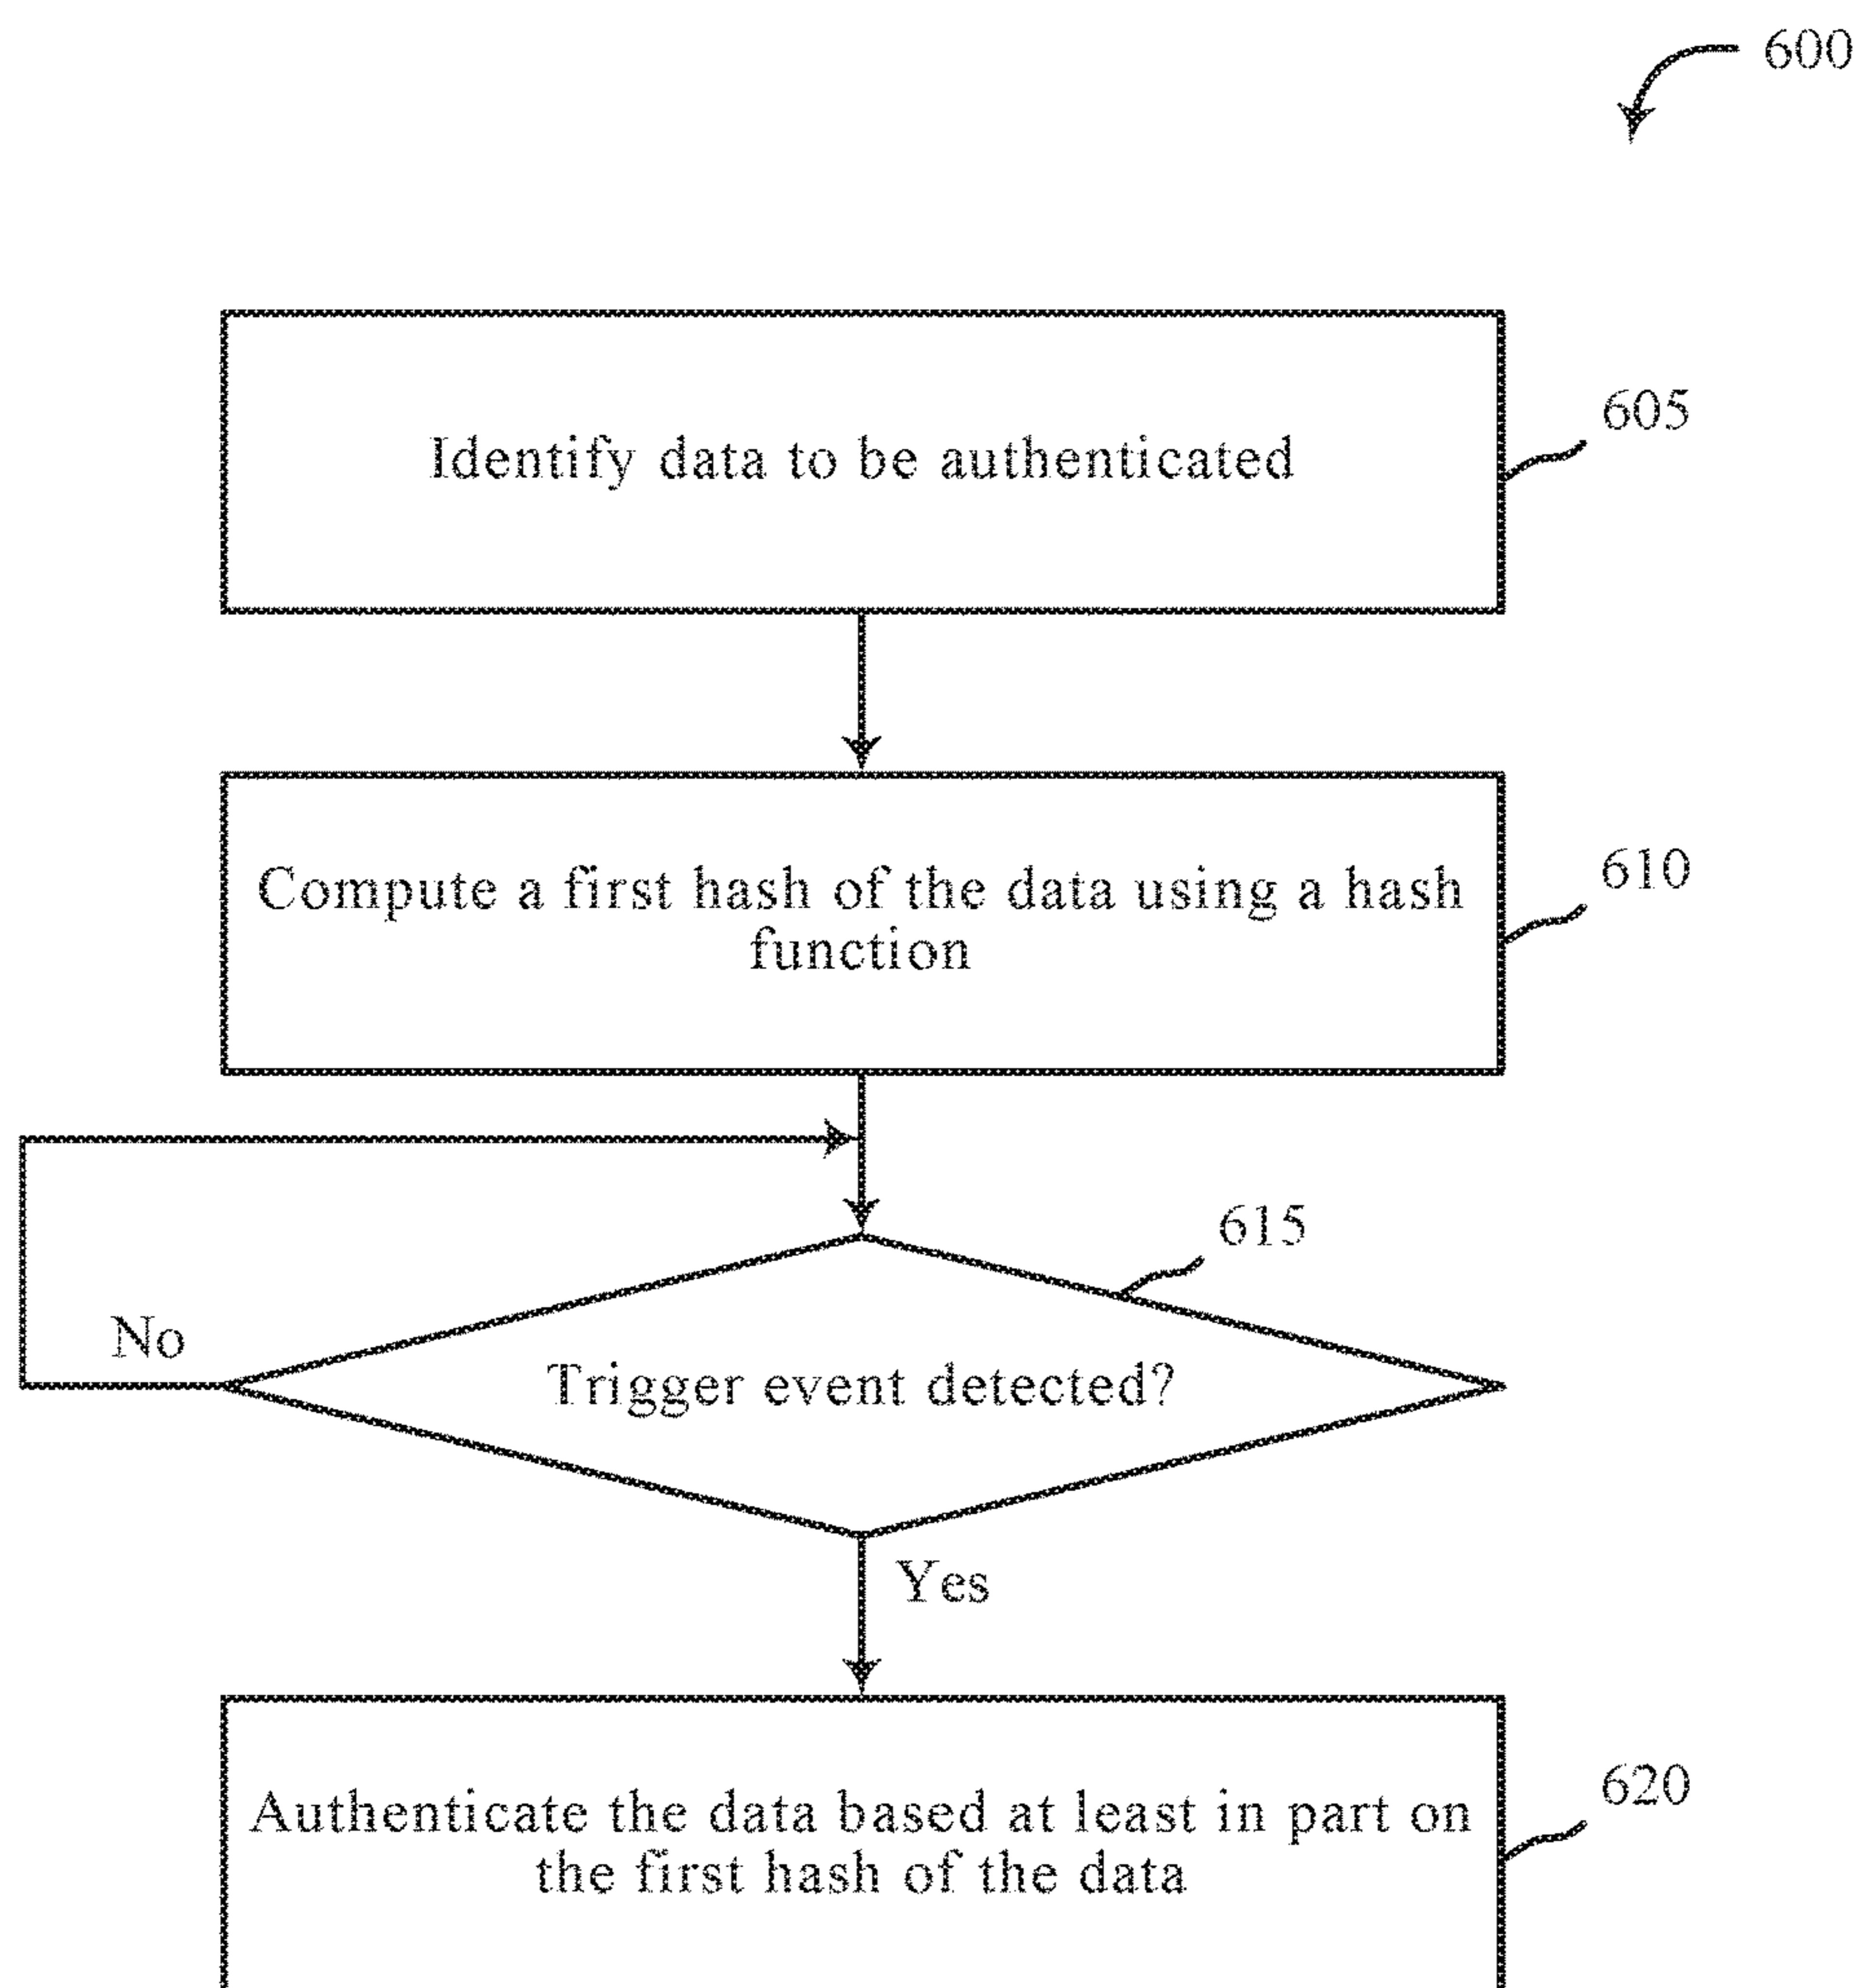 600
Identify data to be authenticated
605
Compute a first hash of the data using a hash
function
610
615
Trigger event detected?
No
Yes
Authenticate the data based at least in part on
the first hash of the data
620